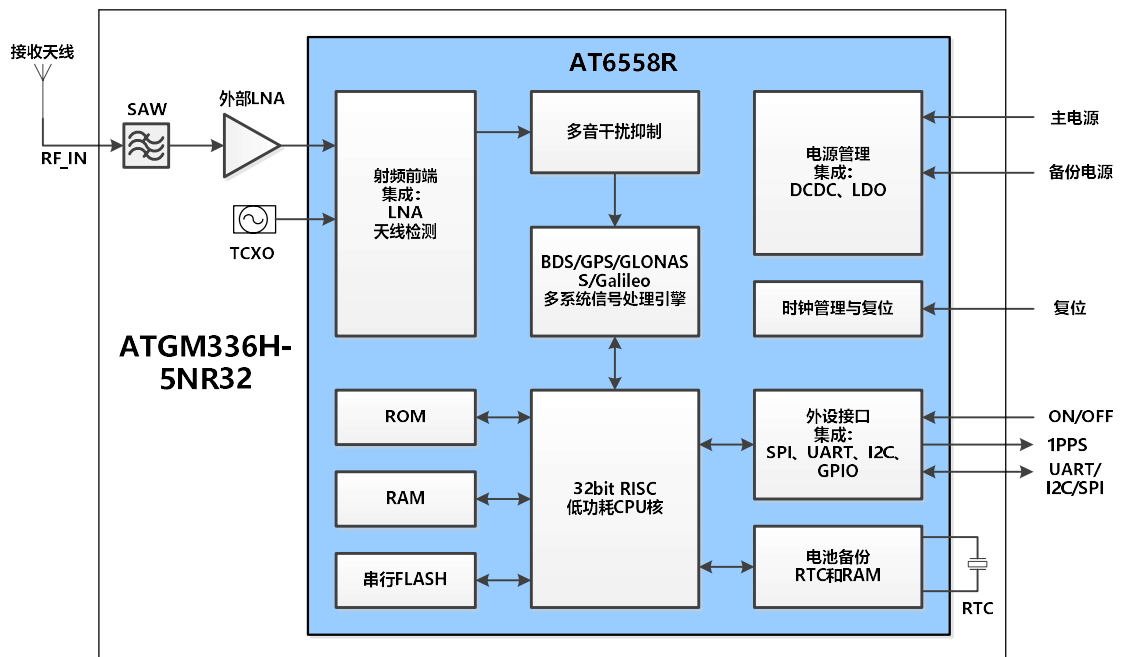 接收天线
RF_IN
SAW
外部LNA
TCXO
ATGM336H-
5NR32
AT6558R
射频前端
集成：
LNA
天线检测
多音干扰抑制
BDS/GPS/GLONAS
S/Galileo
多系统信号处理引擎
电源管理
集成：
DCDC、LDO
主电源
备份电源
时钟管理与复位
复位
ROM
RAM
串行FLASH
32bit RISC
低功耗CPU核
外设接口
集成：
SPI、UART、I2C、
GPIO
ON/OFF
1PPS
UART/
I2C/SPI
电池备份
RTC和RAM
RTC